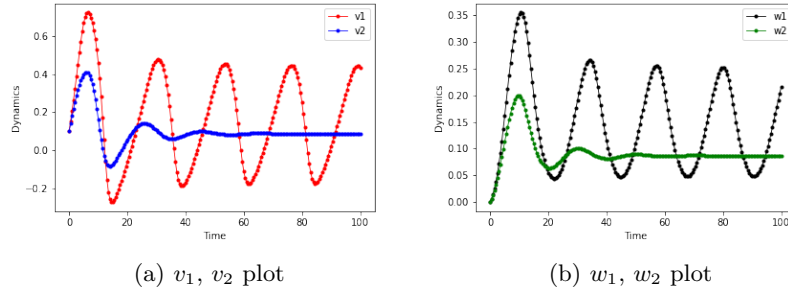 v1
v2
0.6
0.4
0.2
0.0
−0.2
Dynamics
0 20 40 60 80 100
Time
(a) v₁, v₂ plot
w1
w2
0.35
0.30
0.25
0.20
0.15
0.10
0.05
0.00
Dynamics
0 20 40 60 80 100
Time
(b) w₁, w₂ plot